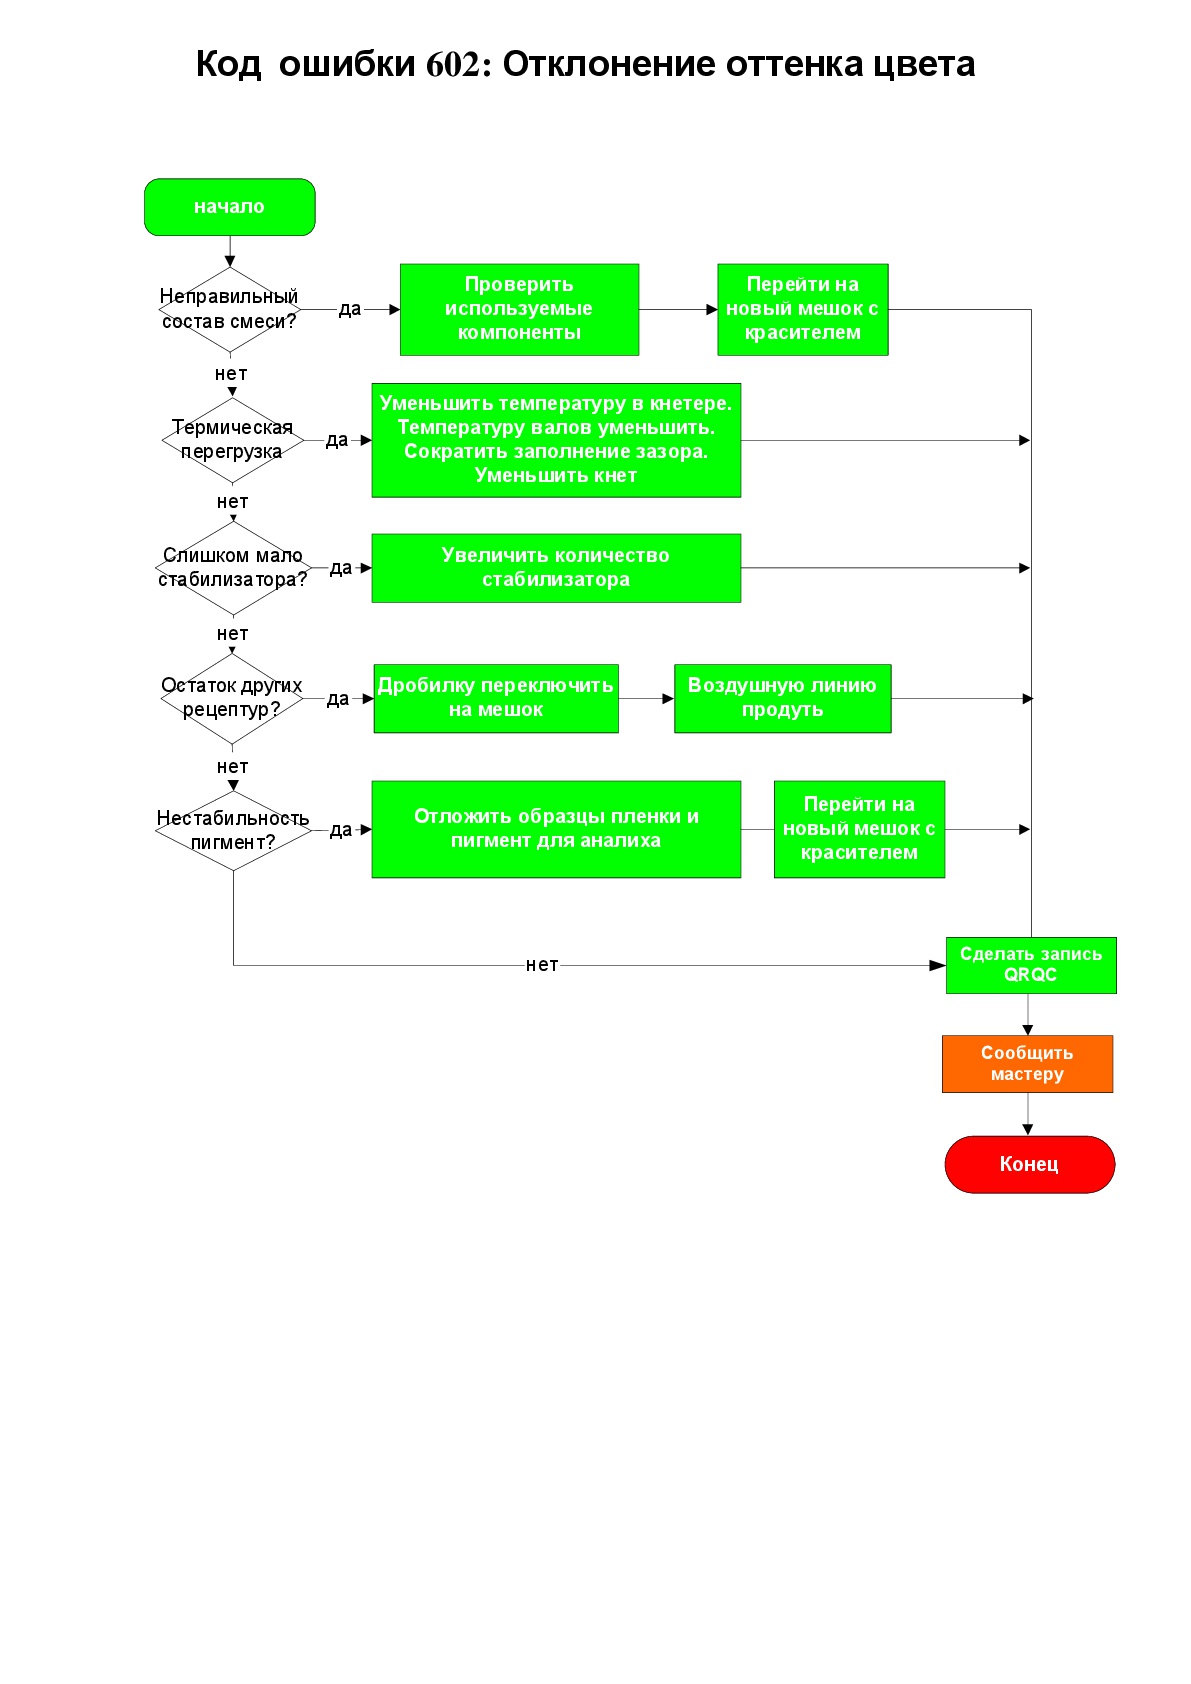 Код ошибки 602: Отклонение оттенка цвета
начало
Неправильный
состав смеси?
да
Проверить
используемые
компоненты
Перейти на
новый мешок с
красителем
нет
Термическая
перегрузка
да
Уменьшить температуру в кнетере.
Температуру валов уменьшить.
Сократить заполнение зазора.
Уменьшить кнет
нет
Слишком мало
стабилизатора?
да
Увеличить количество
стабилизатора
нет
Остаток других
рецептур?
да
Дробилку переключить
на мешок
Воздушную линию
продуть
нет
Нестабильность
пигмент?
да
Отложить образцы пленки и
пигмент для аналиха
Перейти на
новый мешок с
красителем
нет
Сделать запись
QRQC
Сообщить
мастеру
Конец